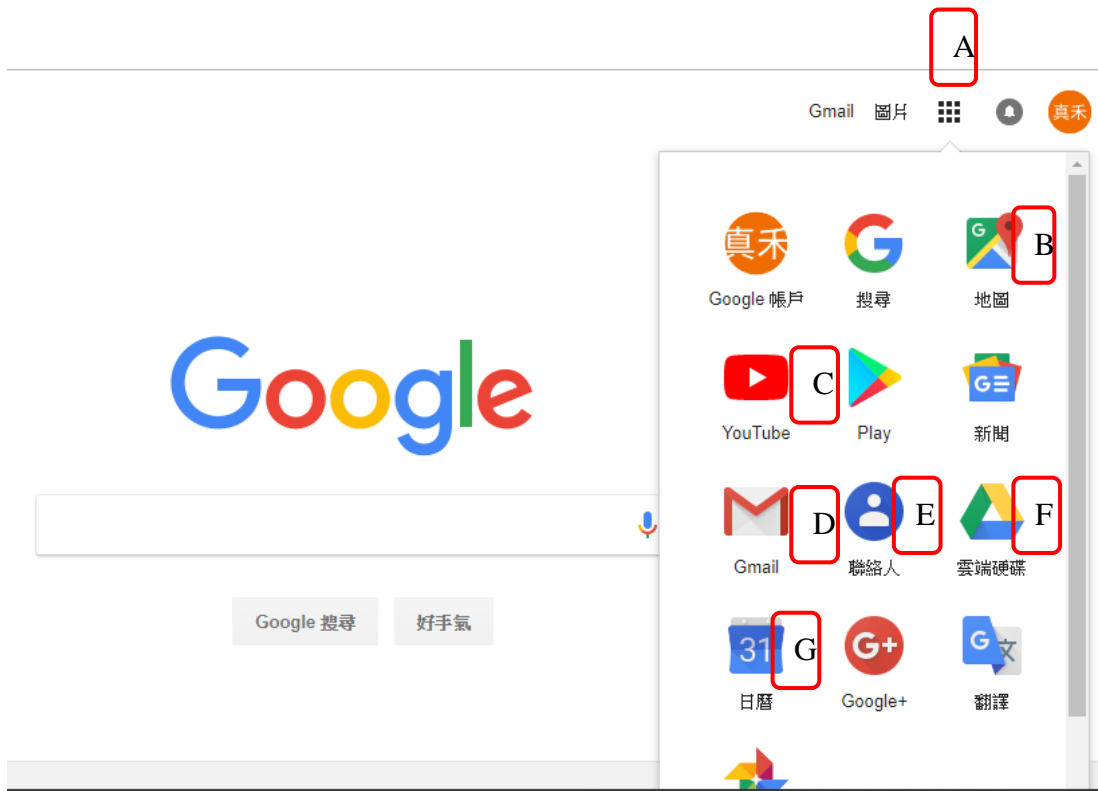 A
Gmail 圖片 真禾
真禾 G B
Google 帳戶 搜尋 地圖
Google
C G
YouTube Play 新聞
D E F
Gmail 聯絡人 雲端硬碟
Google 搜尋 好手氣
31 G G+ G 文
日曆 Google+ 翻譯